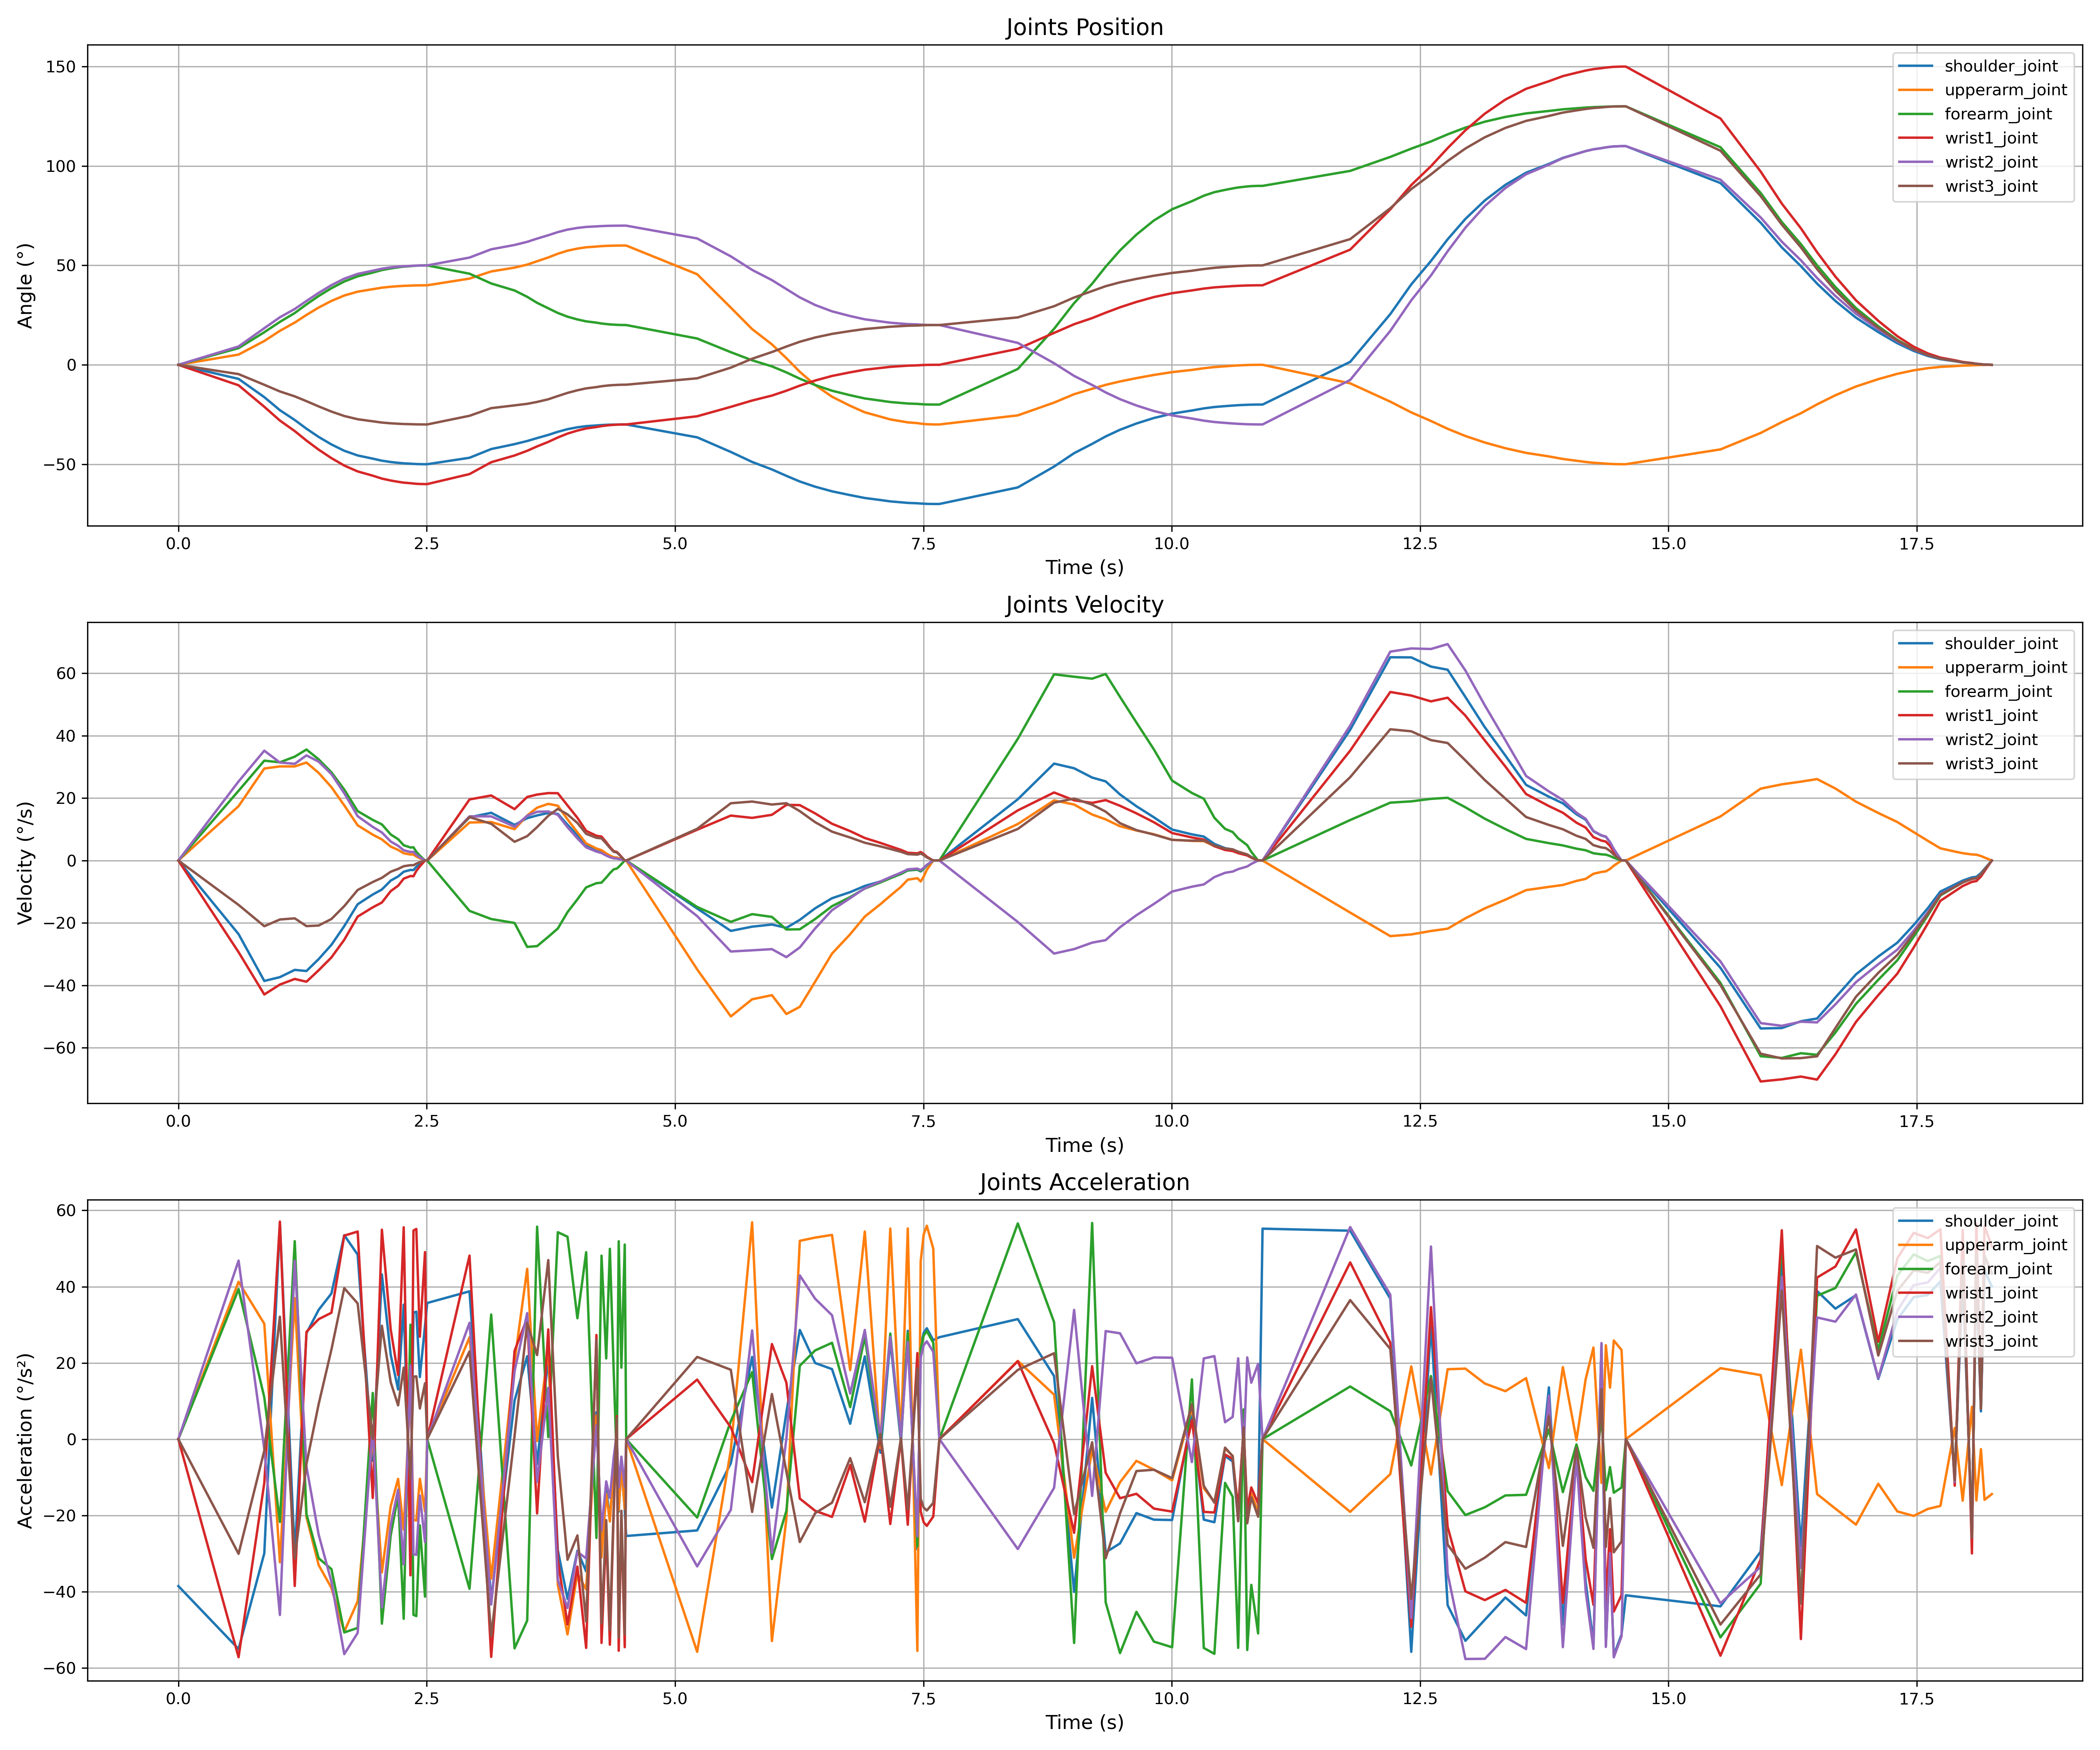 Joints Position
150
100
50
0
−50
Angle (°)
shoulder_joint
upperarm_joint
forearm_joint
wrist1_joint
wrist2_joint
wrist3_joint
0.0 2.5 5.0 7.5 10.0 12.5 15.0 17.5
Time (s)
Joints Velocity
60
40
20
0
−20
−40
−60
Velocity (°/s)
shoulder_joint
upperarm_joint
forearm_joint
wrist1_joint
wrist2_joint
wrist3_joint
0.0 2.5 5.0 7.5 10.0 12.5 15.0 17.5
Time (s)
Joints Acceleration
60
40
20
0
−20
−40
−60
Acceleration (°/s²)
shoulder_joint
upperarm_joint
forearm_joint
wrist1_joint
wrist2_joint
wrist3_joint
0.0 2.5 5.0 7.5 10.0 12.5 15.0 17.5
Time (s)